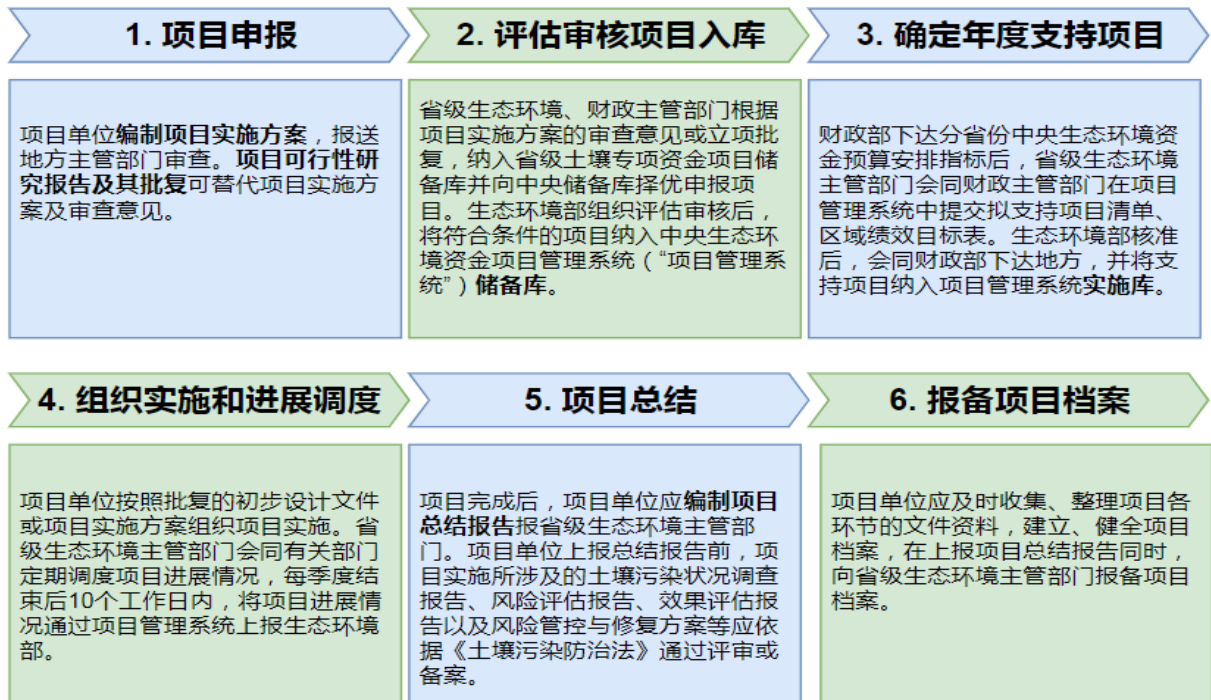 1. 项目申报
项目单位编制项目实施方案，报送
地方主管部门审查。项目可行性研
究报告及其批复可替代项目实施方
案及审查意见。
2. 评估审核项目入库
省级生态环境、财政主管部门根据
项目实施方案的审查意见或立项批
复，纳入省级土壤专项资金项目储
备库并向中央储备库择优申报项
目。生态环境部组织评估审核后，
将符合条件的项目纳入中央生态环
境资金项目管理系统（“项目管理系
统”）储备库。
3. 确定年度支持项目
财政部下达分省份中央生态环境资
金预算安排指标后，省级生态环境
主管部门会同财政主管部门在项目
管理系统中提交拟支持项目清单、
区域绩效目标表。生态环境部核准
后，会同财政部下达地方，并将支
持项目纳入项目管理系统实施库。
4. 组织实施和进展调度
项目单位按照批复的初步设计文件
或项目实施方案组织项目实施。省
级生态环境主管部门会同有关部门
定期调度项目进展情况，每季度结
束后10个工作日内，将项目进展情
况通过项目管理系统上报生态环境
部。
5. 项目总结
项目完成后，项目单位应编制项目
总结报告报省级生态环境主管部
门。项目单位上报总结报告前，项
目实施所涉及的土壤污染状况调查
报告、风险评估报告、效果评估报
告以及风险管控与修复方案等应依
据《土壤污染防治法》通过评审或
备案。
6. 报备项目档案
项目单位应及时收集、整理项目各
环节的文件资料，建立、健全项目
档案，在上报项目总结报告同时，
向省级生态环境主管部门报备项目
档案。